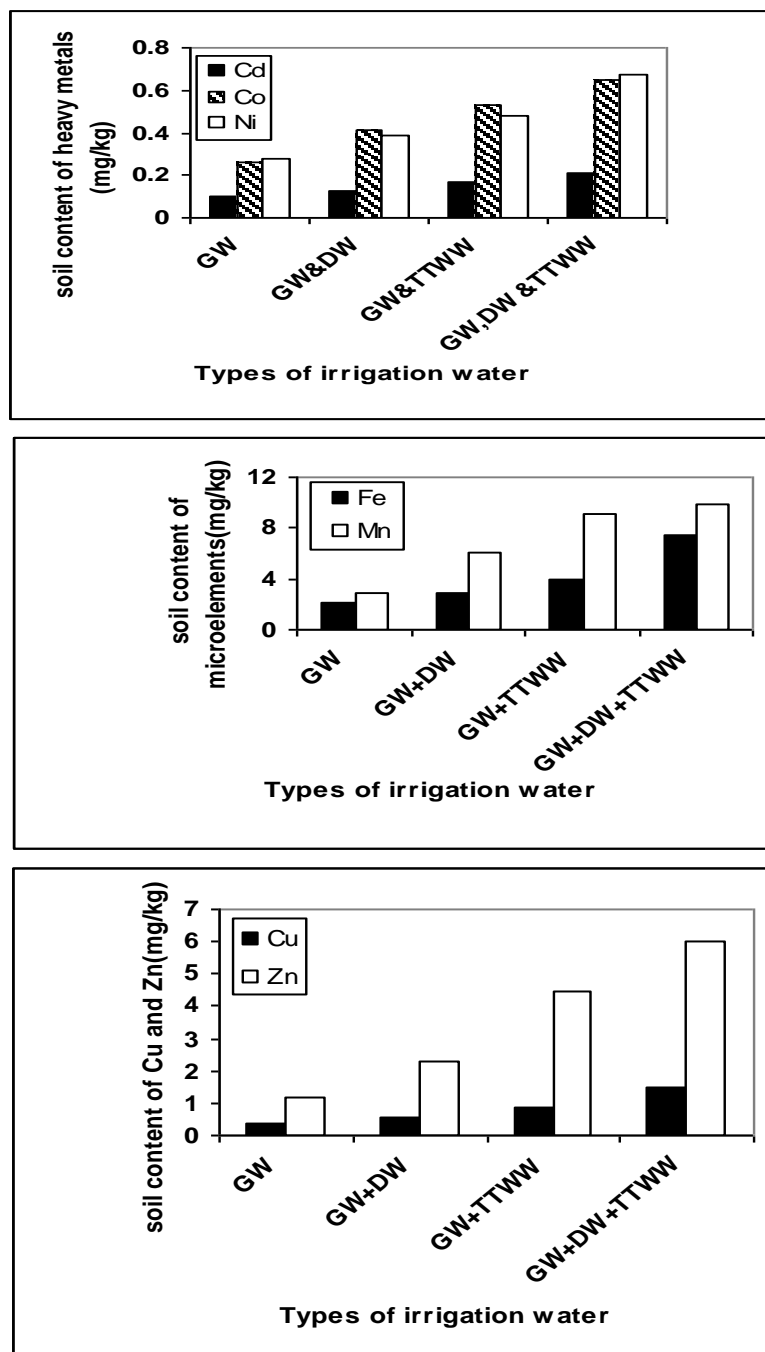 soil content of heavy metals
(mg/kg)
0.8
0.6
0.4
0.2
0
Cd
Co
Ni
GW
GW&DW
GW&TTWW
GW,DW &TTWW
Types of irrigation water
soil content of
microelements(mg/kg)
12
8
4
0
Fe
Mn
GW
GW+DW
GW+TTWW
GW+DW+TTWW
Types of irrigation water
soil content of Cu and Zn(mg/kg)
7
6
5
4
3
2
1
0
Cu
Zn
GW
GW+DW
GW+TTWW
GW+DW+TTWW
Types of irrigation water